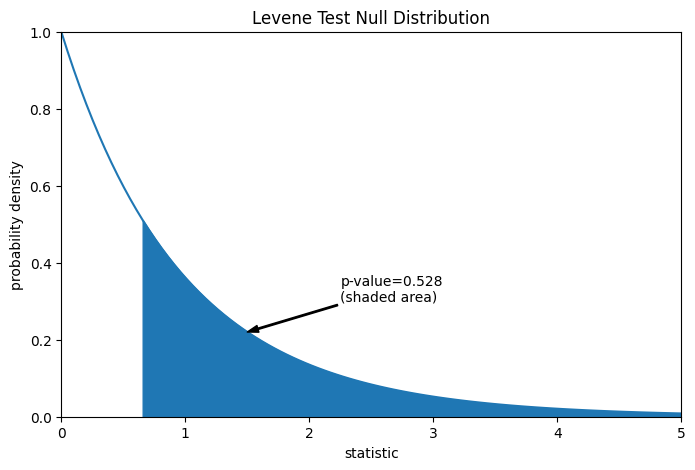 Levene Test Null Distribution
1.0
0.8
0.6
0.4
0.2
0.0
probability density
p-value=0.528
(shaded area)
0 1 2 3 4 5
statistic